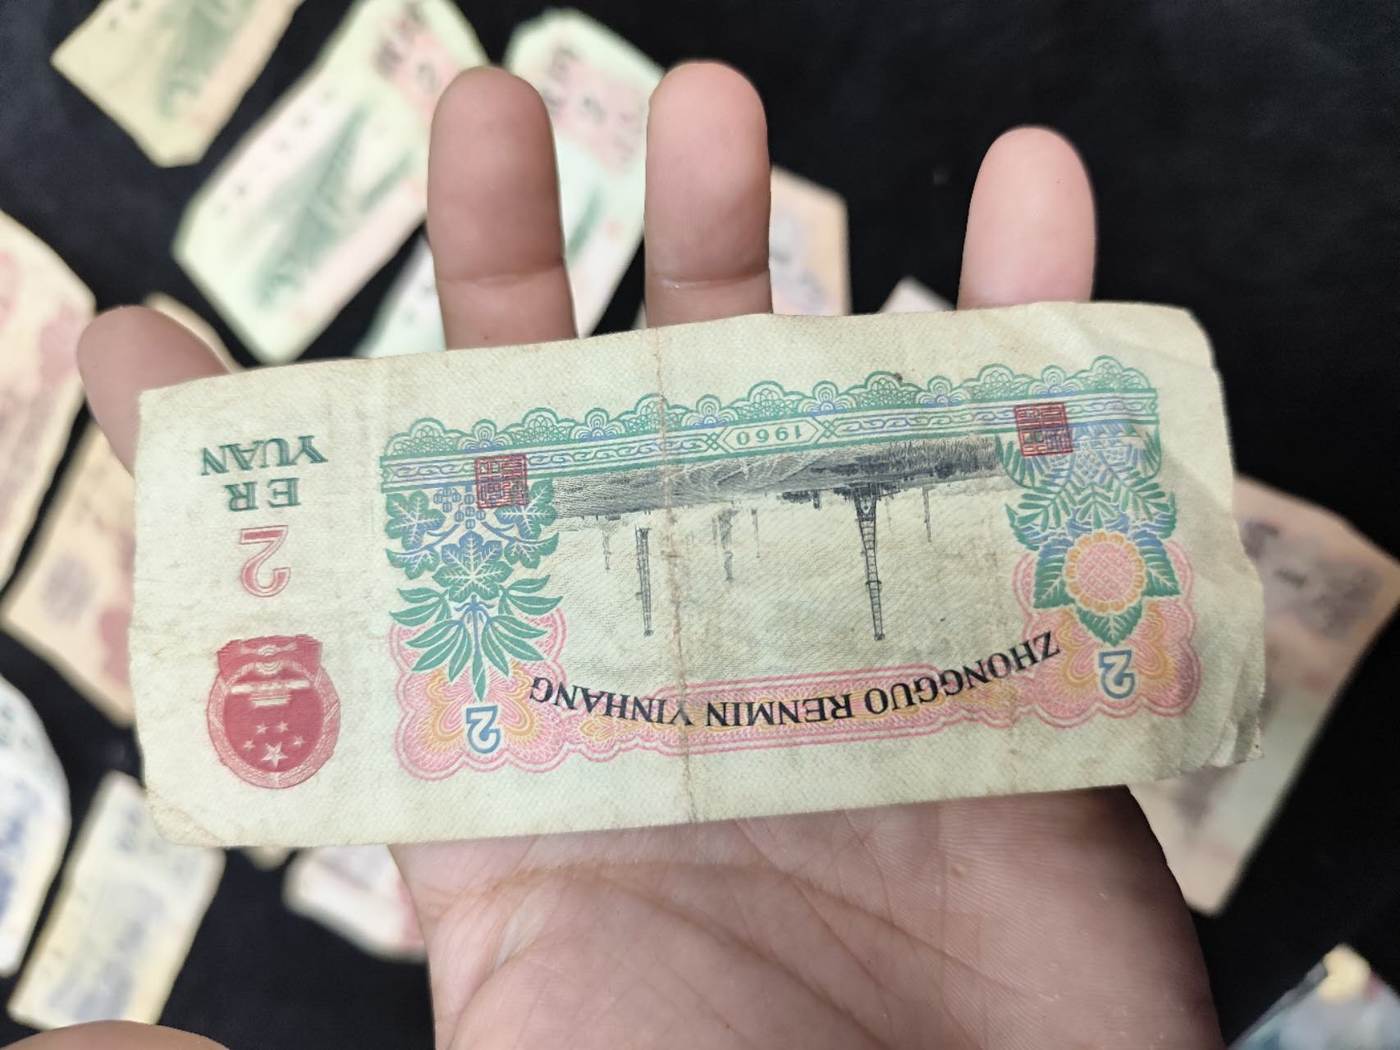 ZHONGGUO RENMIN YINHANG
2
2
2
ER
YUAN
1960